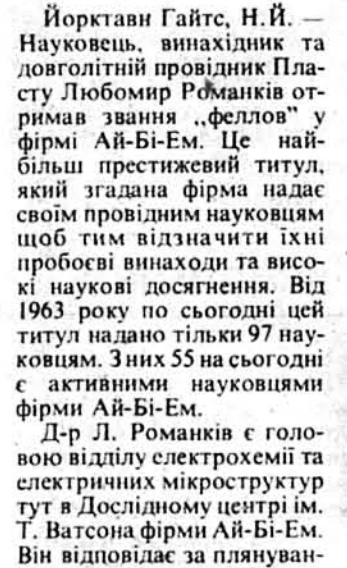 Йорктавн Гайтс, Н.Й. —
Науковець, винахідник та
довголітній провідник Пла-
сту Любомир Романків от-
римав звання „феллов” у
фірмі Ай-Бі-Ем. Це най-
більш престижевий титул,
який згадана фірма надає
своїм провідним науковцям
щоб тим відзначити їхні
пробоєві винаходи та висо-
кі наукові досягнення. Від
1963 року по сьогодні цей
титул надано тільки 97 нау-
ковцям. З них 55 на сьогодні
є активними науковцями
фірми Ай-Бі-Ем.
Д-р Л. Романків є голо-
вою відділу електрохемії та
електричних мікроструктур
тут в Дослідному центрі ім.
Т. Ватсона фірми Ай-Бі-Ем.
Він відповідає за плянуван-